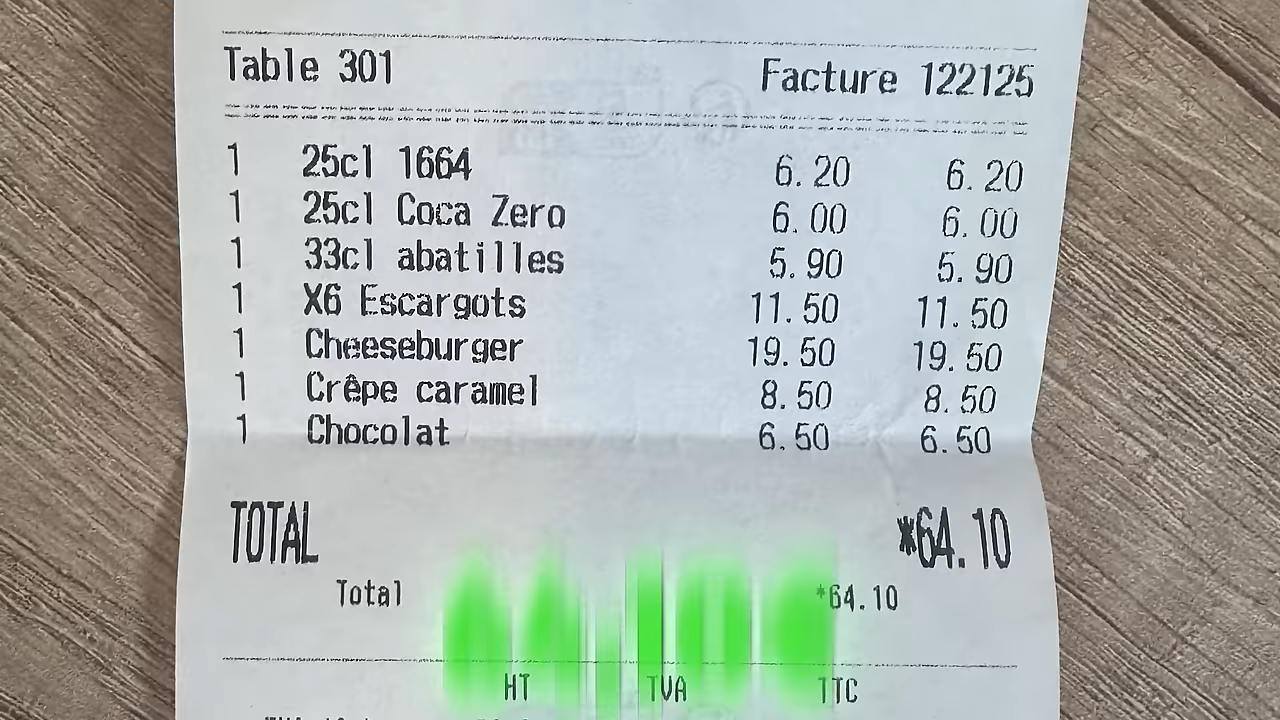 Table 301 Facture 122125
1 25cl 1664 6.20 6.20
1 25cl Coca Zero 6.00 6.00
1 33cl abatilles 5.90 5.90
1 X6 Escargots 11.50 11.50
1 Cheeseburger 19.50 19.50
1 Crêpe caramel 8.50 8.50
1 Chocolat 6.50 6.50
TOTAL *64.10
Total *64.10
HT TVA TTC